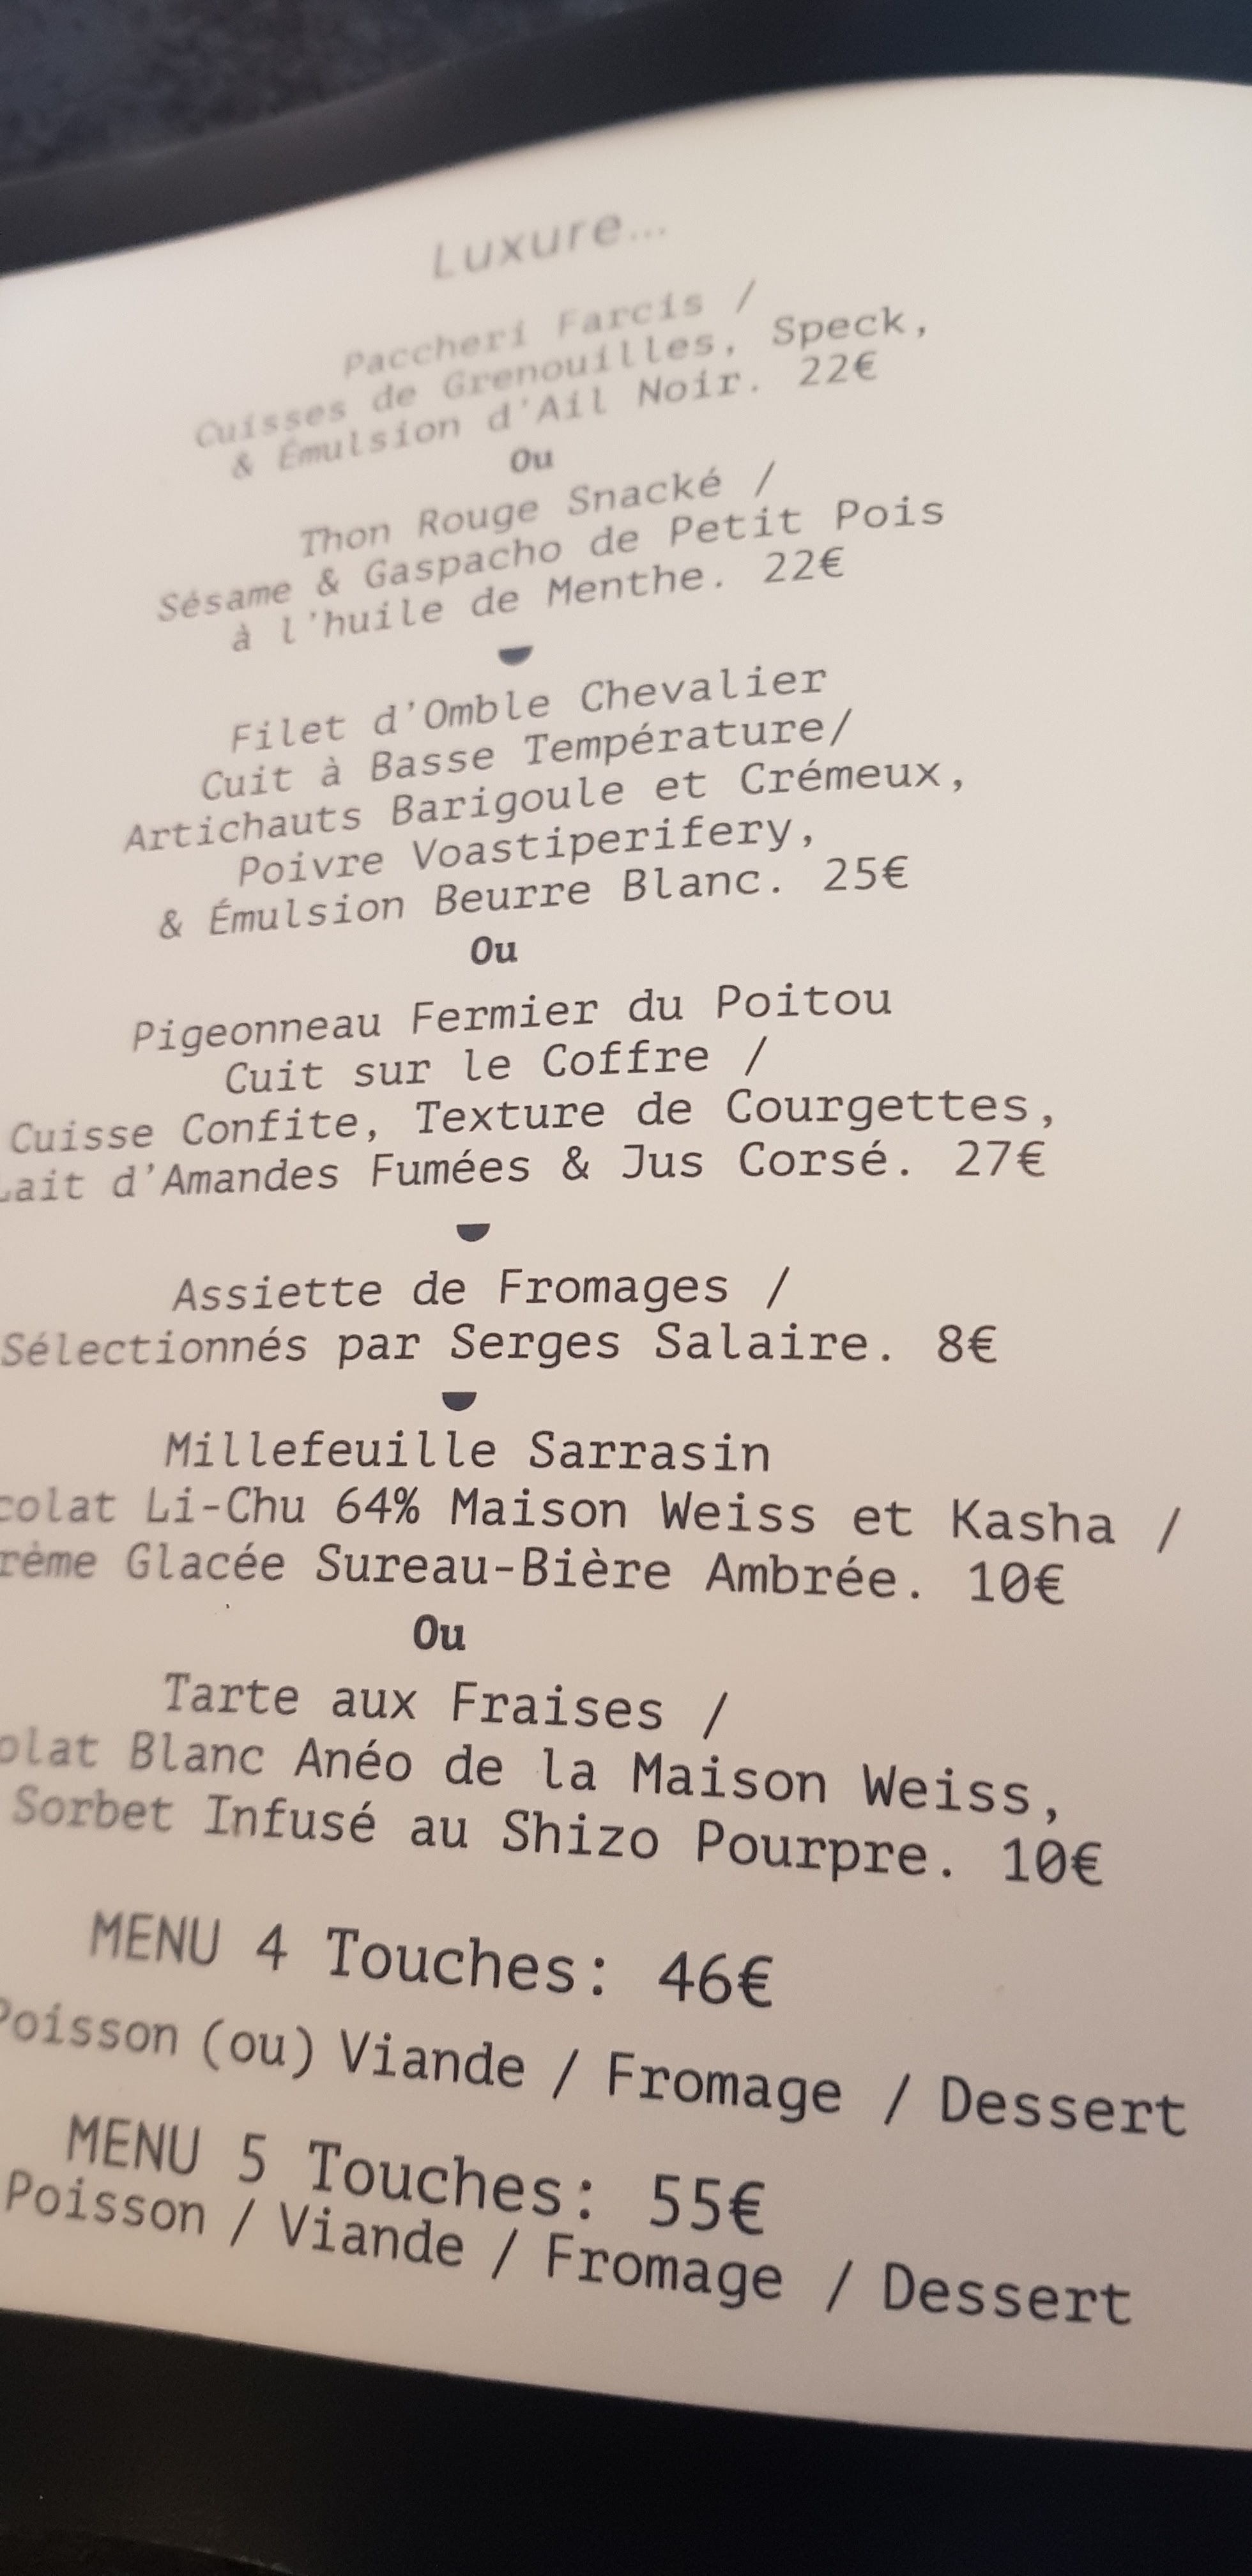 Luxure...
Paccheri Farcis /
Cuisses de Grenouilles, Speck,
& Émulsion d'Ail Noir. 22€
Ou
Thon Rouge Snacké /
Sésame & Gaspacho de Petit Pois
à l'huile de Menthe. 22€
Filet d'Omble Chevalier
Cuit à Basse Température/
Artichauts Barigoule et Crémeux,
Poivre Voastiperifery,
& Émulsion Beurre Blanc. 25€
Ou
Pigeonneau Fermier du Poitou
Cuit sur le Coffre /
Cuisse Confite, Texture de Courgettes,
Lait d'Amandes Fumées & Jus Corsé. 27€
Assiette de Fromages /
Sélectionnés par Serges Salaire. 8€
Millefeuille Sarrasin
colat Li-Chu 64% Maison Weiss et Kasha /
rème Glacée Sureau-Bière Ambrée. 10€
Ou
Tarte aux Fraises /
olat Blanc Anéo de la Maison Weiss,
Sorbet Infusé au Shizo Pourpre. 10€
MENU 4 Touches: 46€
Poisson (ou) Viande / Fromage / Dessert
MENU 5 Touches: 55€
Poisson / Viande / Fromage / Dessert